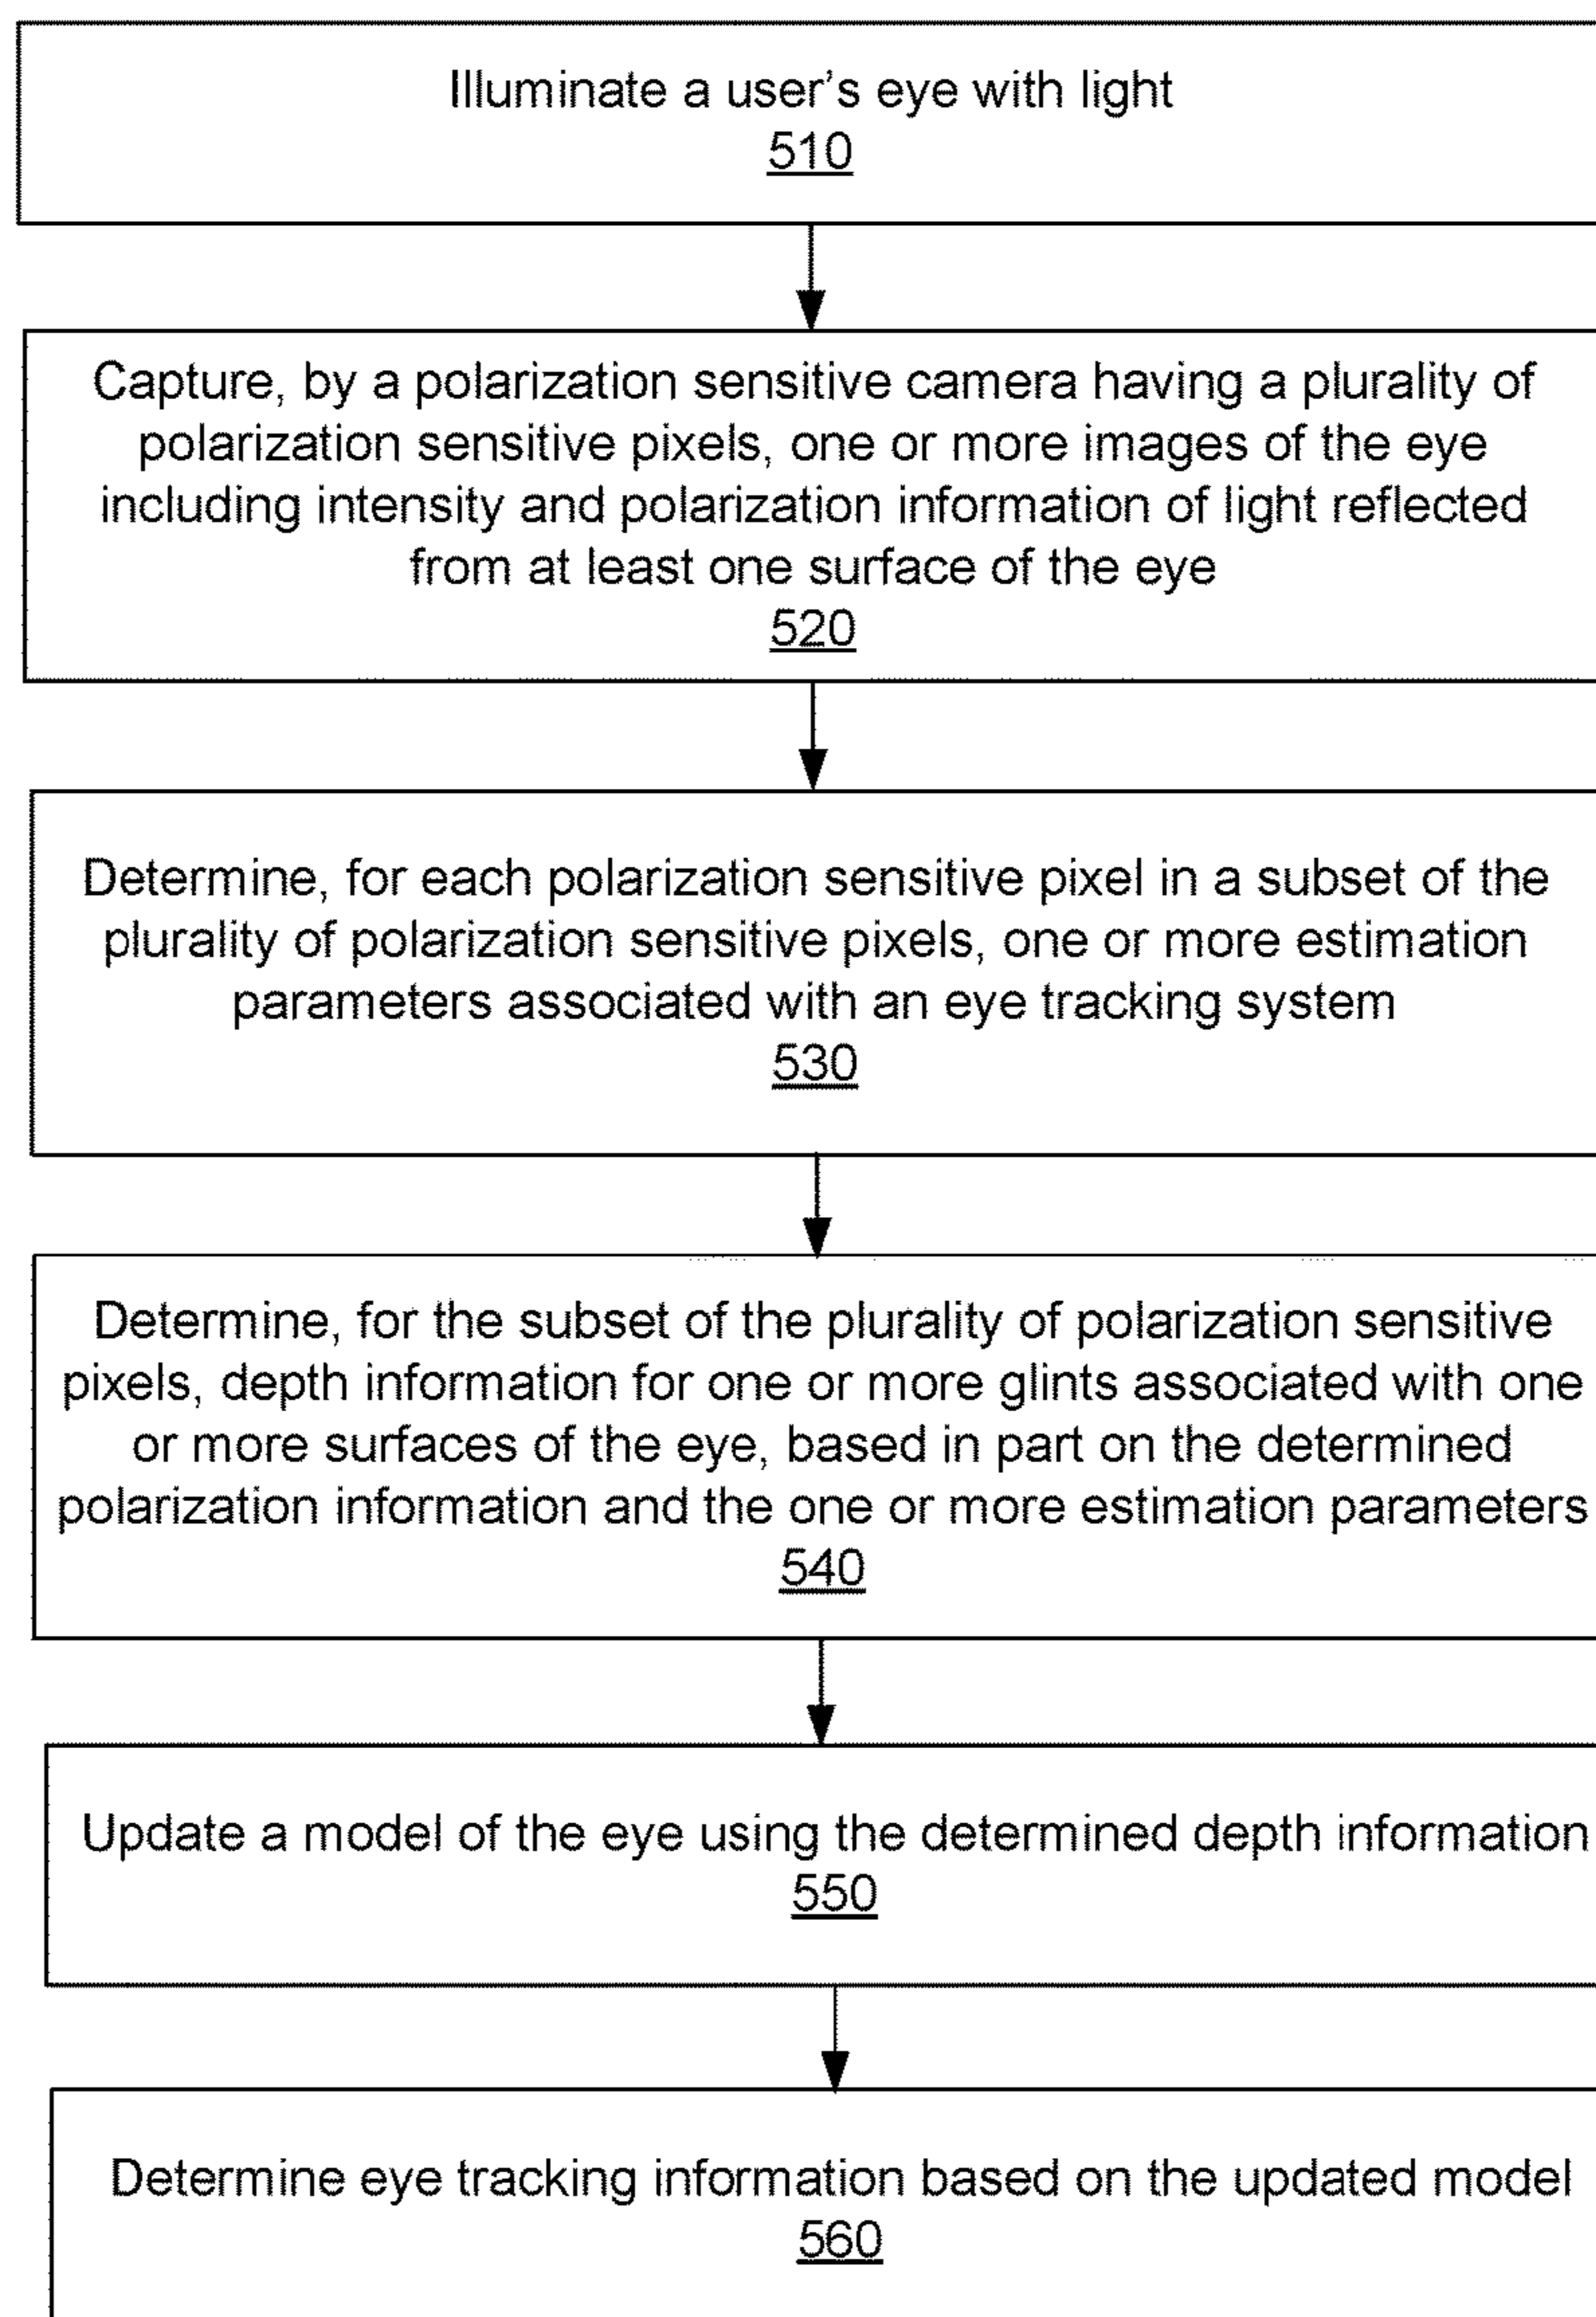 Illuminate a user's eye with light
510
Capture, by a polarization sensitive camera having a plurality of
polarization sensitive pixels, one or more images of the eye
including intensity and polarization information of light reflected
from at least one surface of the eye
520
Determine, for each polarization sensitive pixel in a subset of the
plurality of polarization sensitive pixels, one or more estimation
parameters associated with an eye tracking system
530
Determine, for the subset of the plurality of polarization sensitive
pixels, depth information for one or more glints associated with one
or more surfaces of the eye, based in part on the determined
polarization information and the one or more estimation parameters
540
Update a model of the eye using the determined depth information
550
Determine eye tracking information based on the updated model
560